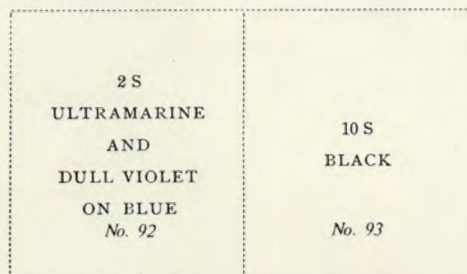 2 S
ULTRAMARINE
AND
DULL VIOLET
ON BLUE
No. 92
10 S
BLACK
No. 93